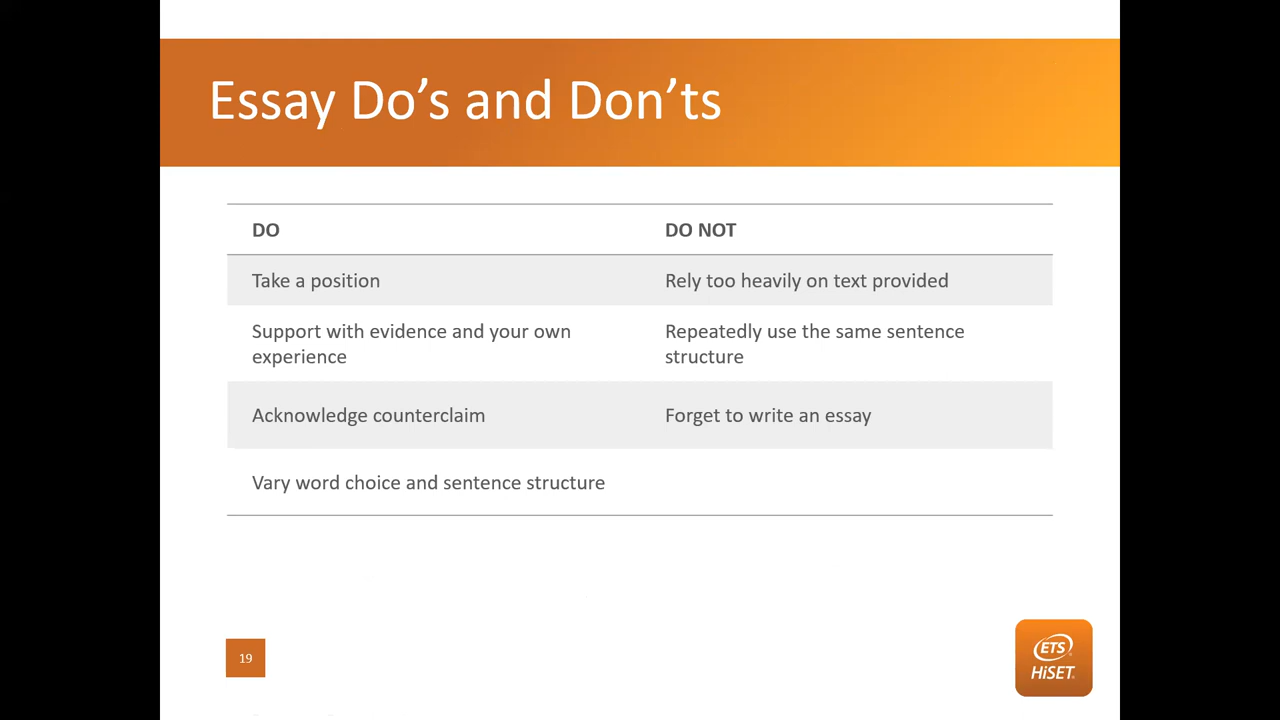 Essay Do’s and Don’ts
DO
DO NOT
Take a position
Rely too heavily on text provided
Support with evidence and your own
experience
Repeatedly use the same sentence
structure
Acknowledge counterclaim
Forget to write an essay
Vary word choice and sentence structure
19
ETS
HiSET